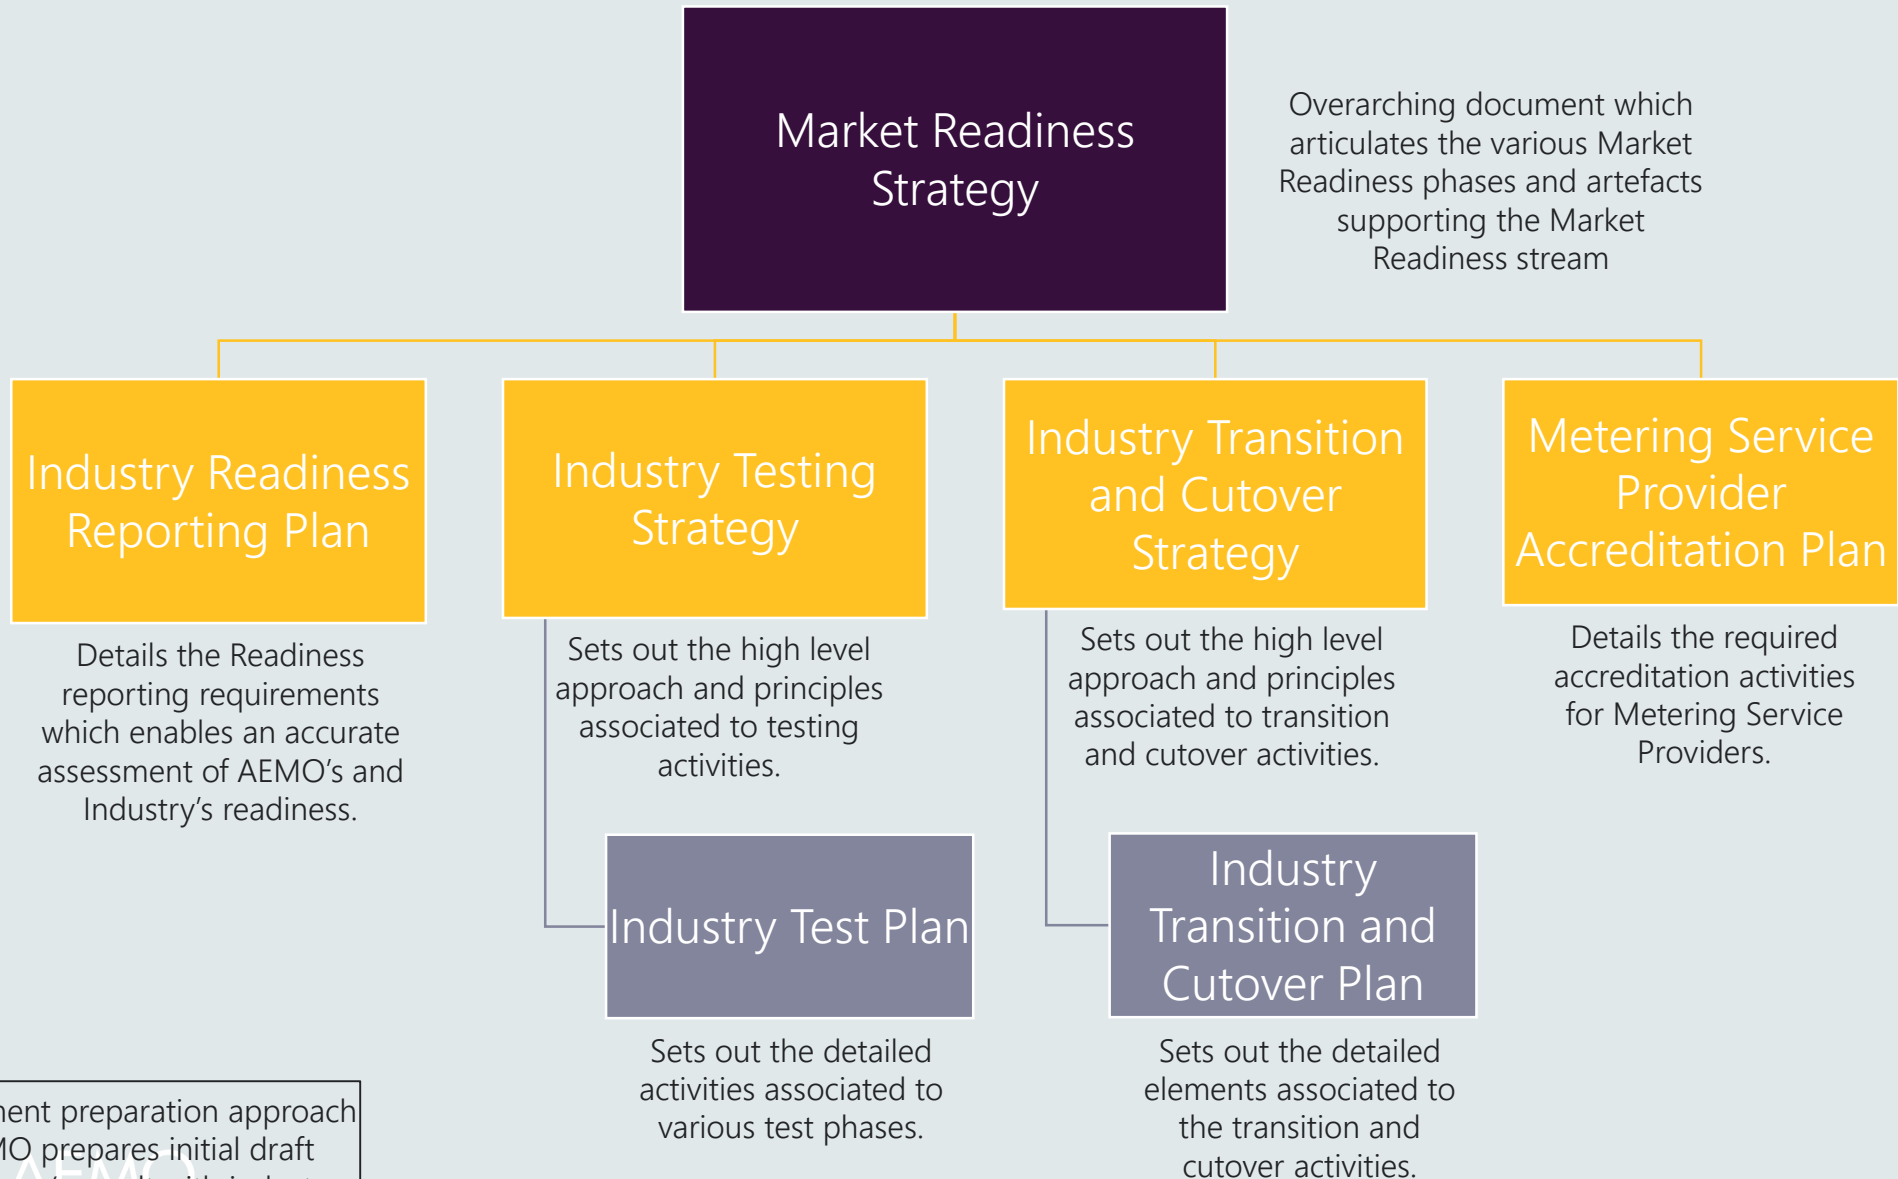 Market Readiness
Strategy
Overarching document which
articulates the various Market
Readiness phases and artefacts
supporting the Market
Readiness stream
Industry Readiness
Reporting Plan
Industry Testing
Strategy
Industry Transition
and Cutover
Strategy
Metering Service
Provider
Accreditation Plan
Details the Readiness
reporting requirements
which enables an accurate
assessment of AEMO’s and
Industry’s readiness.
Sets out the high level
approach and principles
associated to testing
activities.
Sets out the high level
approach and principles
associated to transition
and cutover activities.
Details the required
accreditation activities
for Metering Service
Providers.
Industry Test Plan
Industry
Transition and
Cutover Plan
Sets out the detailed
activities associated to
various test phases.
Sets out the detailed
elements associated to
the transition and
cutover activities.
preparation approach
prepares initial draft
AEMO